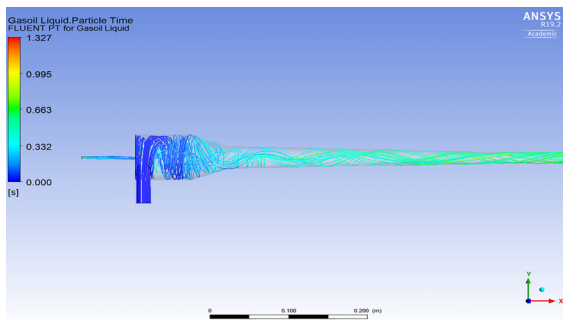 Gasoil Liquid.Particle Time
FLUENT PT for Gasoil Liquid
1.327
0.995
0.663
0.332
0.000
[s]
ANSYS
R19.2
Academic
Y
X
0
0.100
0.200
(m)